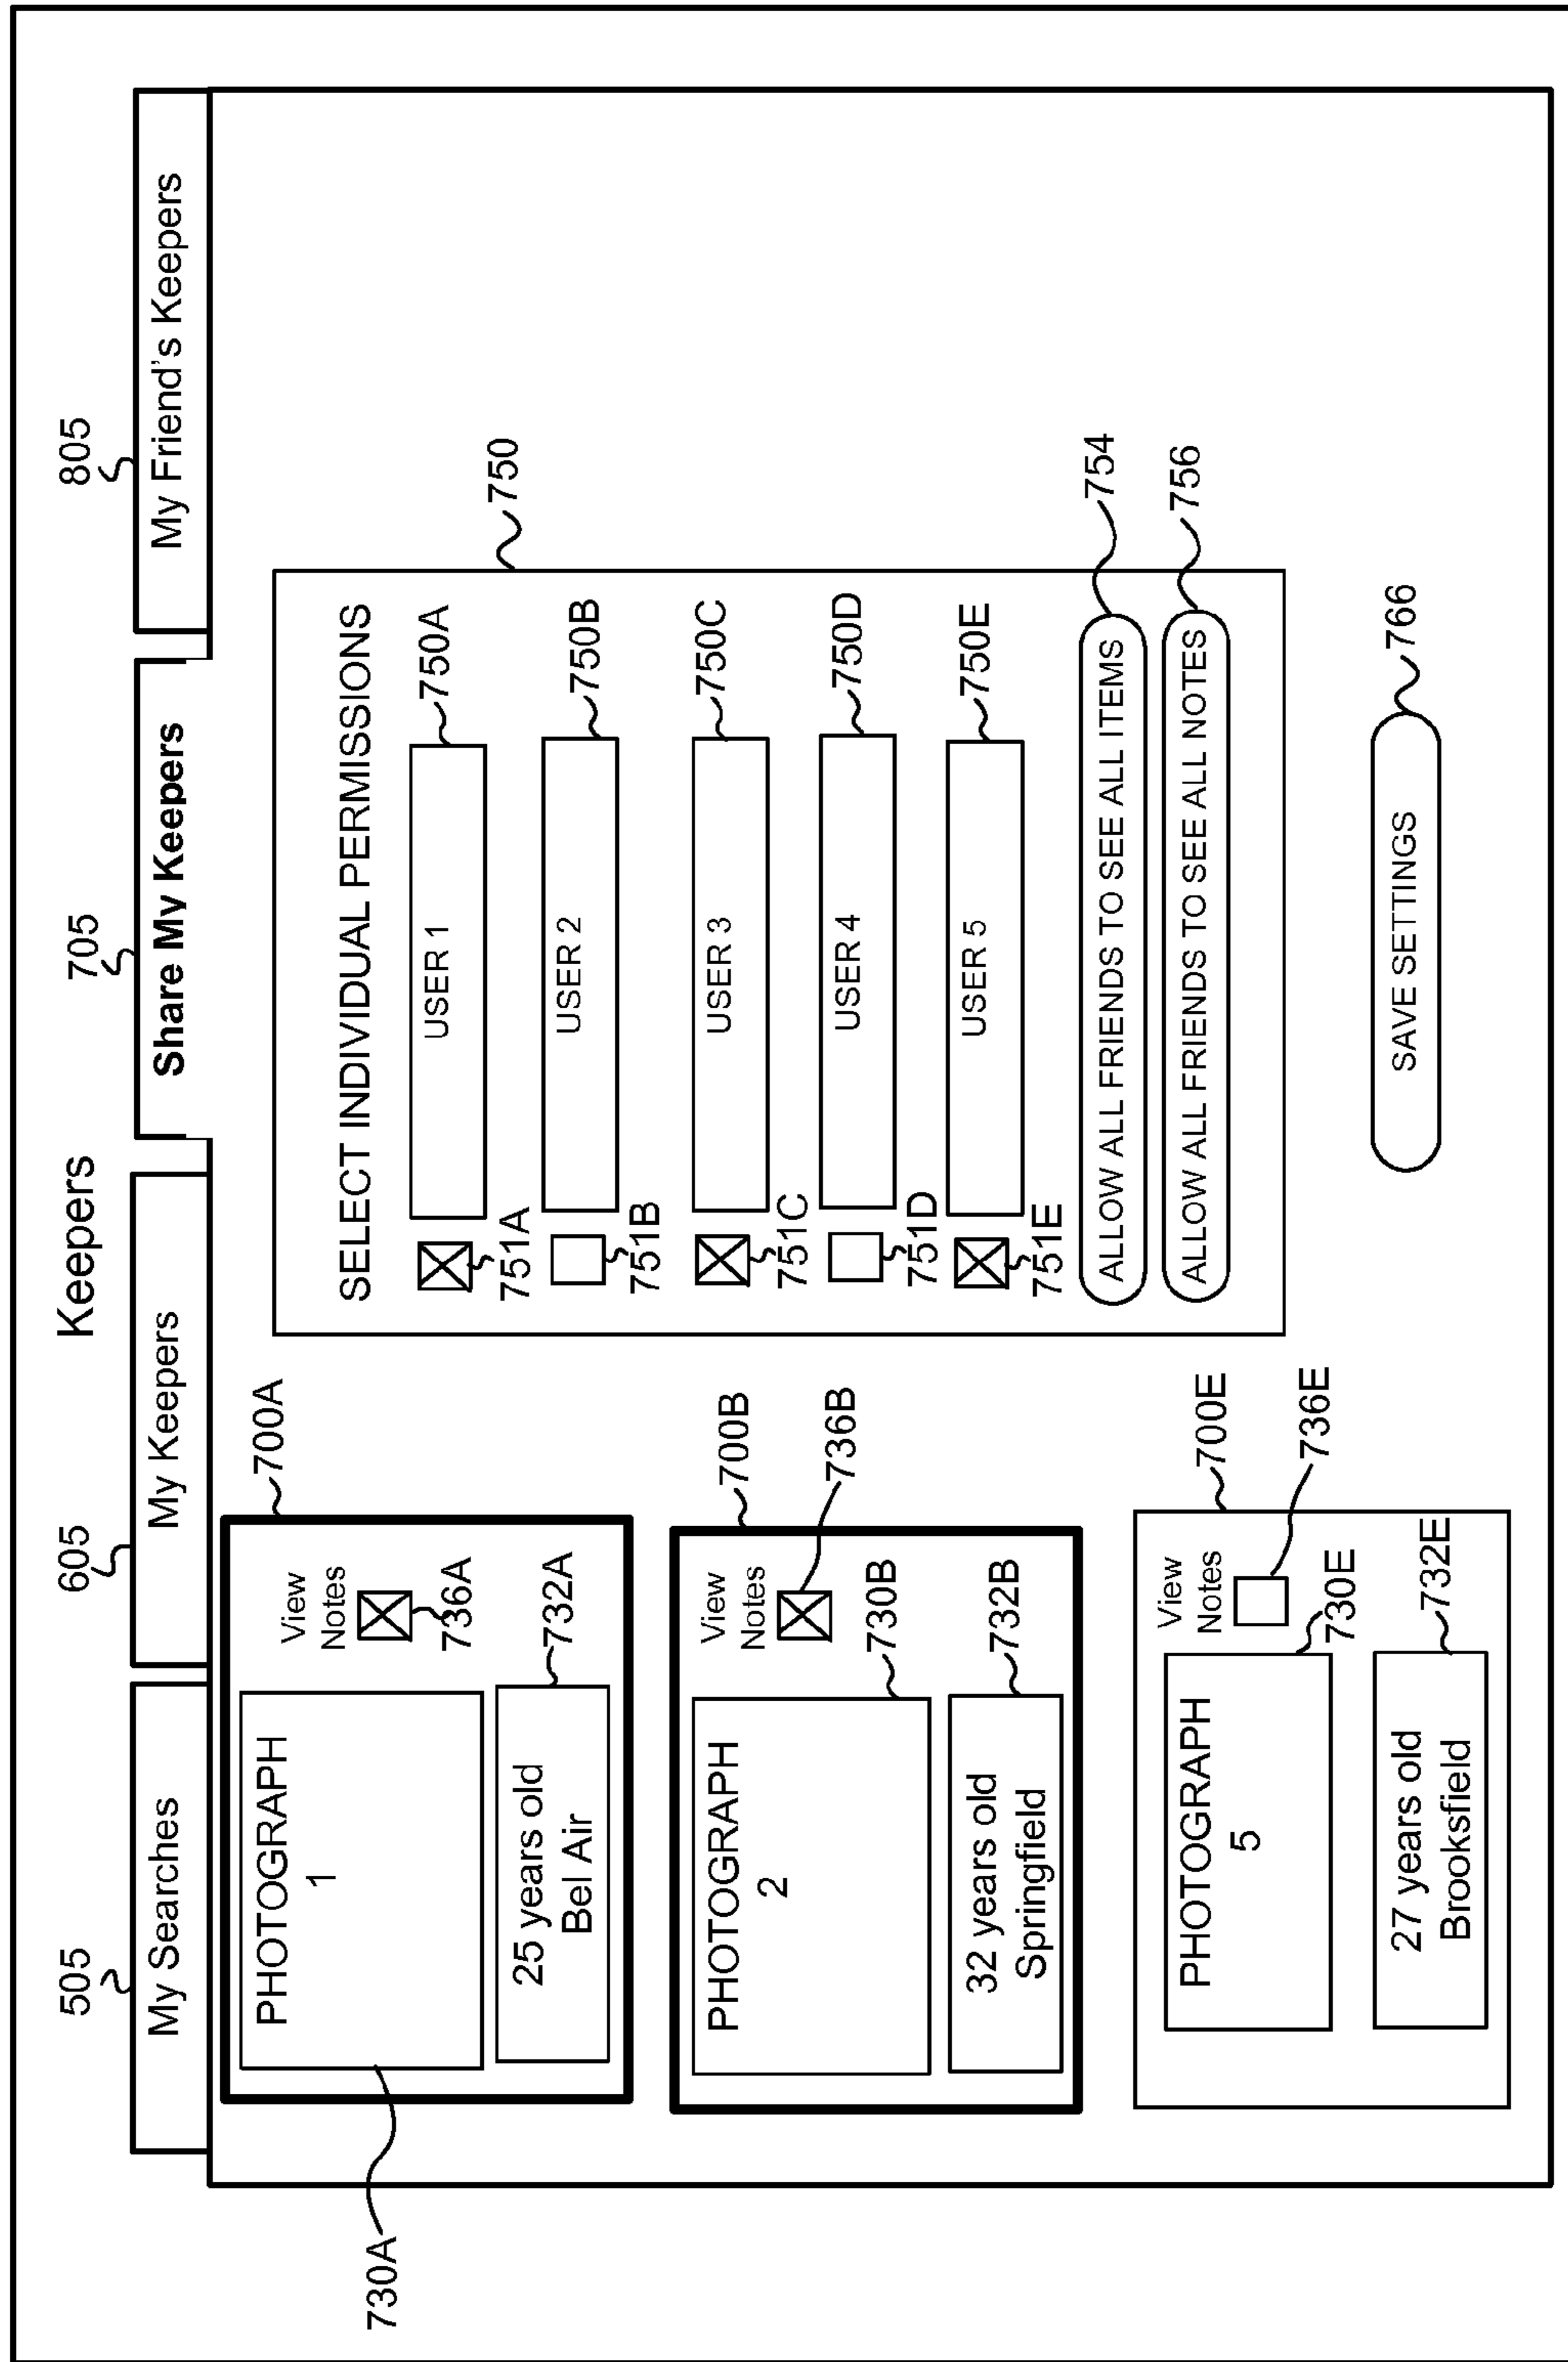 Keepers
505
605
705
805
My Searches
My Keepers
Share My Keepers
My Friend's Keepers
700A
PHOTOGRAPH
1
View
Notes
736A
730A
25 years old
Bel Air
732A
700B
PHOTOGRAPH
2
View
Notes
736B
730B
32 years old
Springfield
732B
700E
PHOTOGRAPH
5
View
Notes
736E
730E
27 years old
Brooksfield
732E
750
SELECT INDIVIDUAL PERMISSIONS
751A
USER 1
750A
751B
USER 2
750B
751C
USER 3
750C
751D
USER 4
750D
751E
USER 5
750E
ALLOW ALL FRIENDS TO SEE ALL ITEMS
754
ALLOW ALL FRIENDS TO SEE ALL NOTES
756
SAVE SETTINGS
766